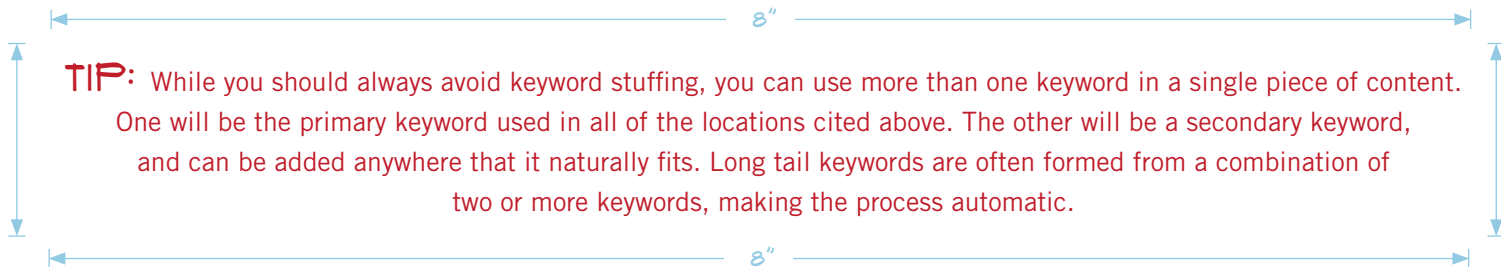 8"
TIP: While you should always avoid keyword stuffing, you can use more than one keyword in a single piece of content.
One will be the primary keyword used in all of the locations cited above. The other will be a secondary keyword,
and can be added anywhere that it naturally fits. Long tail keywords are often formed from a combination of
two or more keywords, making the process automatic.
8"